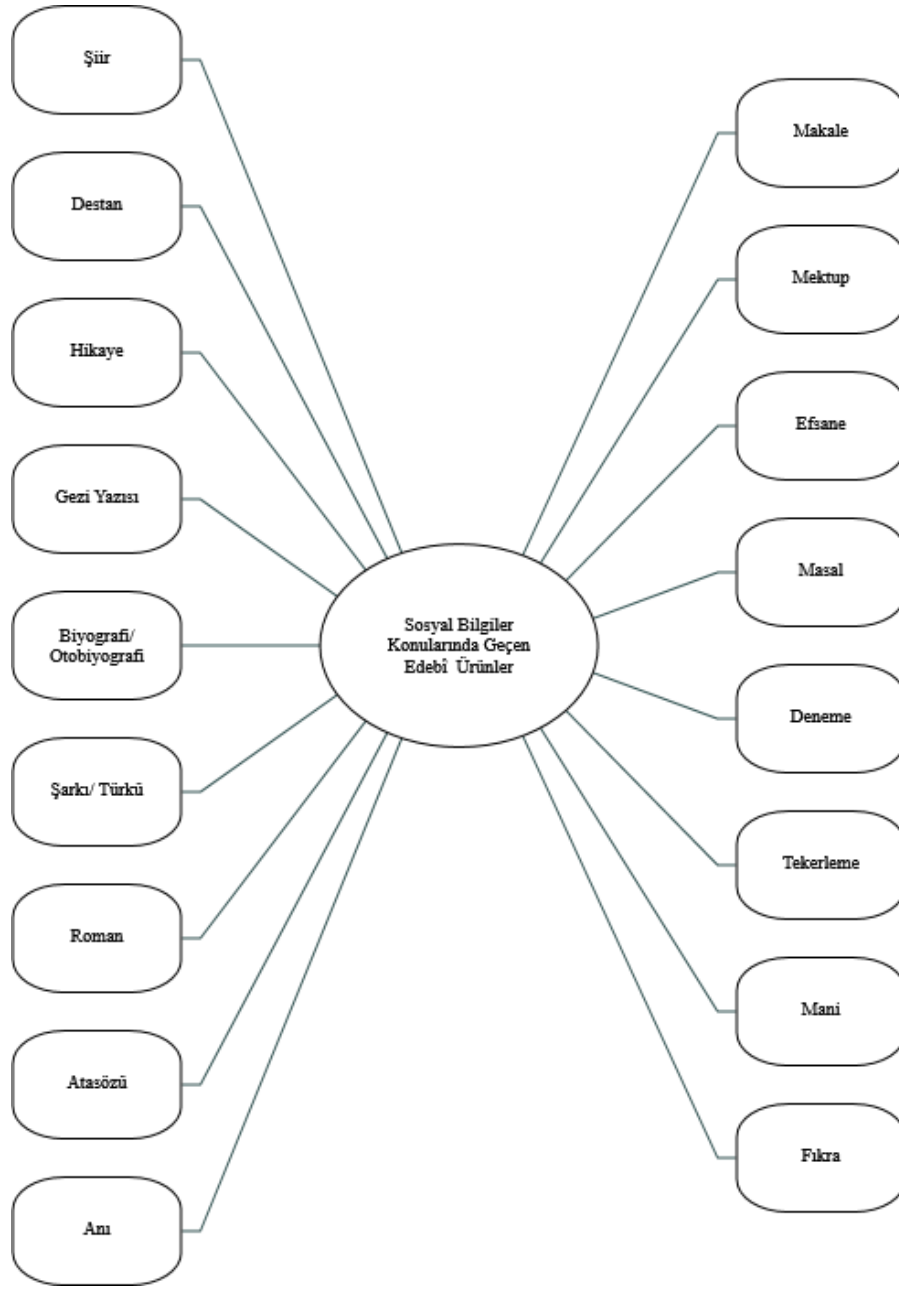 Şiir
Destan
Hikaye
Gezi Yazısı
Biyografi/
Otobiyografi
Şarkı/ Türkü
Roman
Atasözü
Anı
Sosyal Bilgiler
Konularında Geçen
Edebî Ürünler
Makale
Mektup
Efsane
Masal
Deneme
Tekerleme
Mani
Fıkra